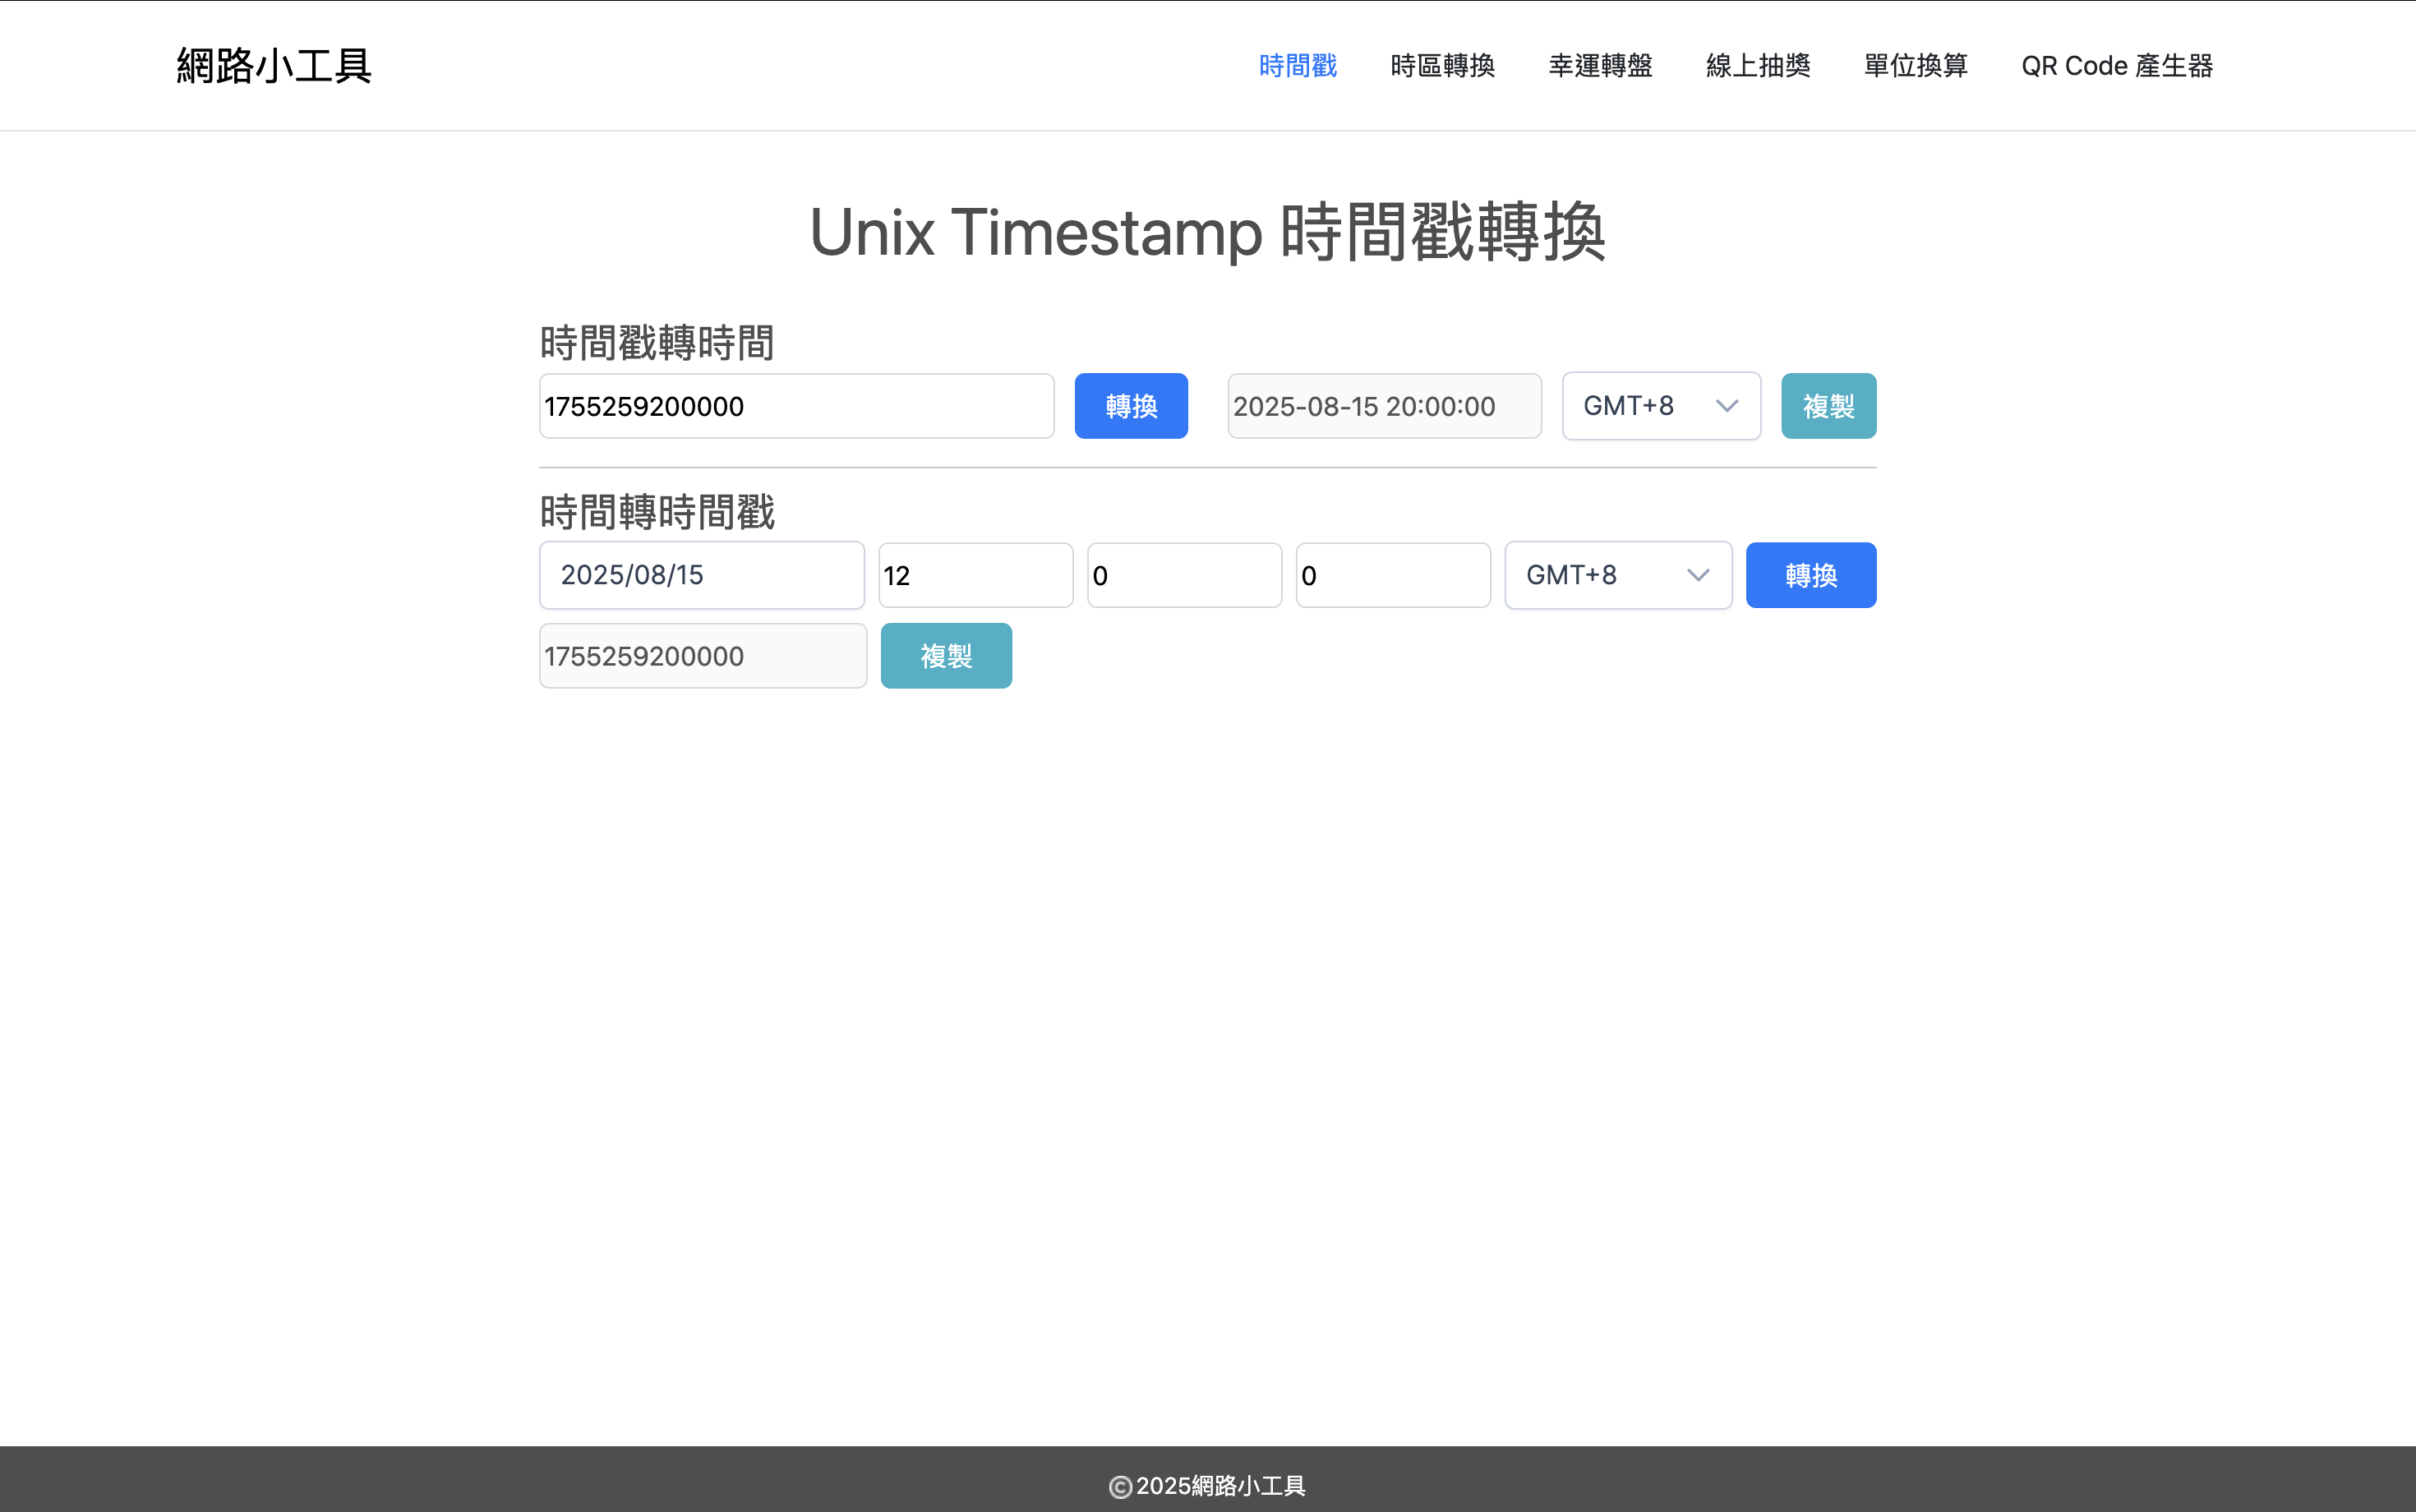 網路小工具
時間戳 時區轉換 幸運轉盤 線上抽獎 單位換算 QR Code 產生器
Unix Timestamp 時間戳轉換
時間戳轉時間
1755259200000 轉換 2025-08-15 20:00:00 GMT+8 複製
時間轉時間戳
2025/08/15 12 0 0 GMT+8 轉換
1755259200000 複製
©2025網路小工具